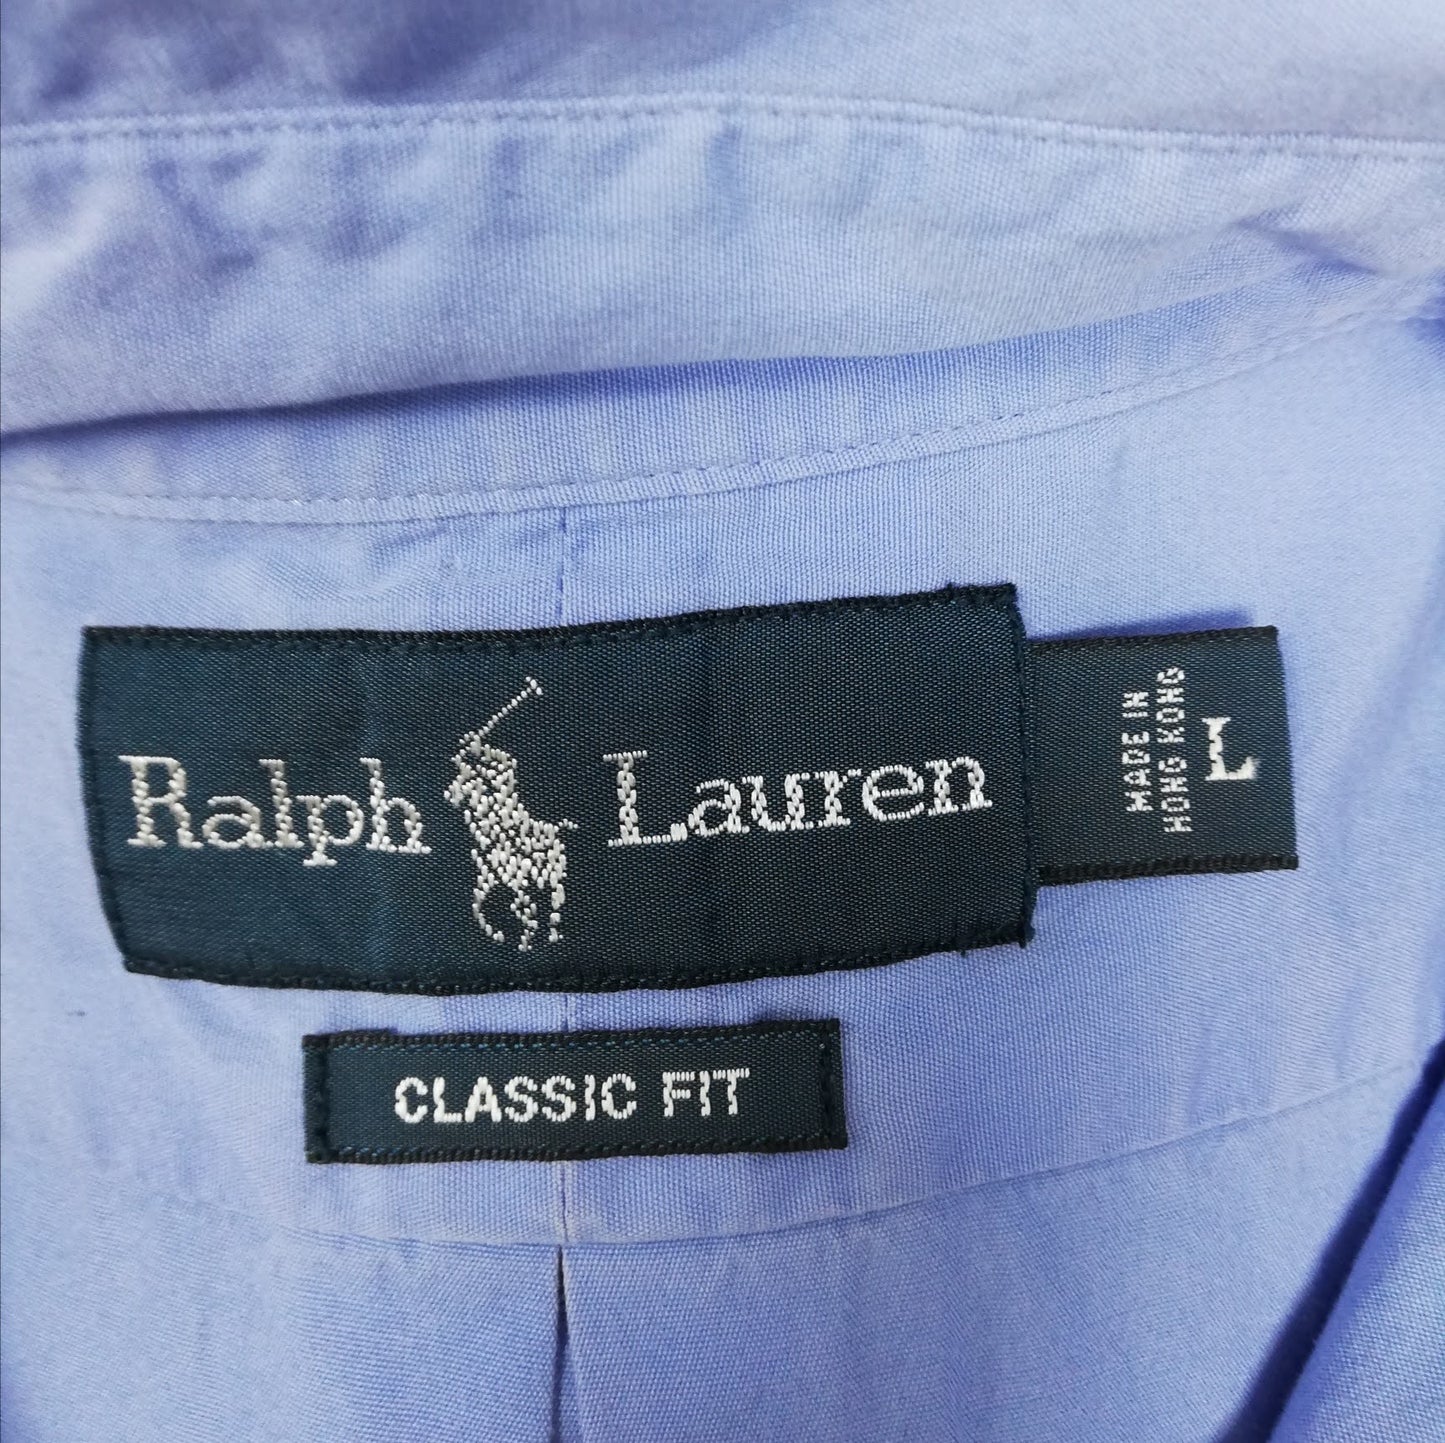 Ralph Lauren
MADE IN
HONG KONG
L
CLASSIC FIT